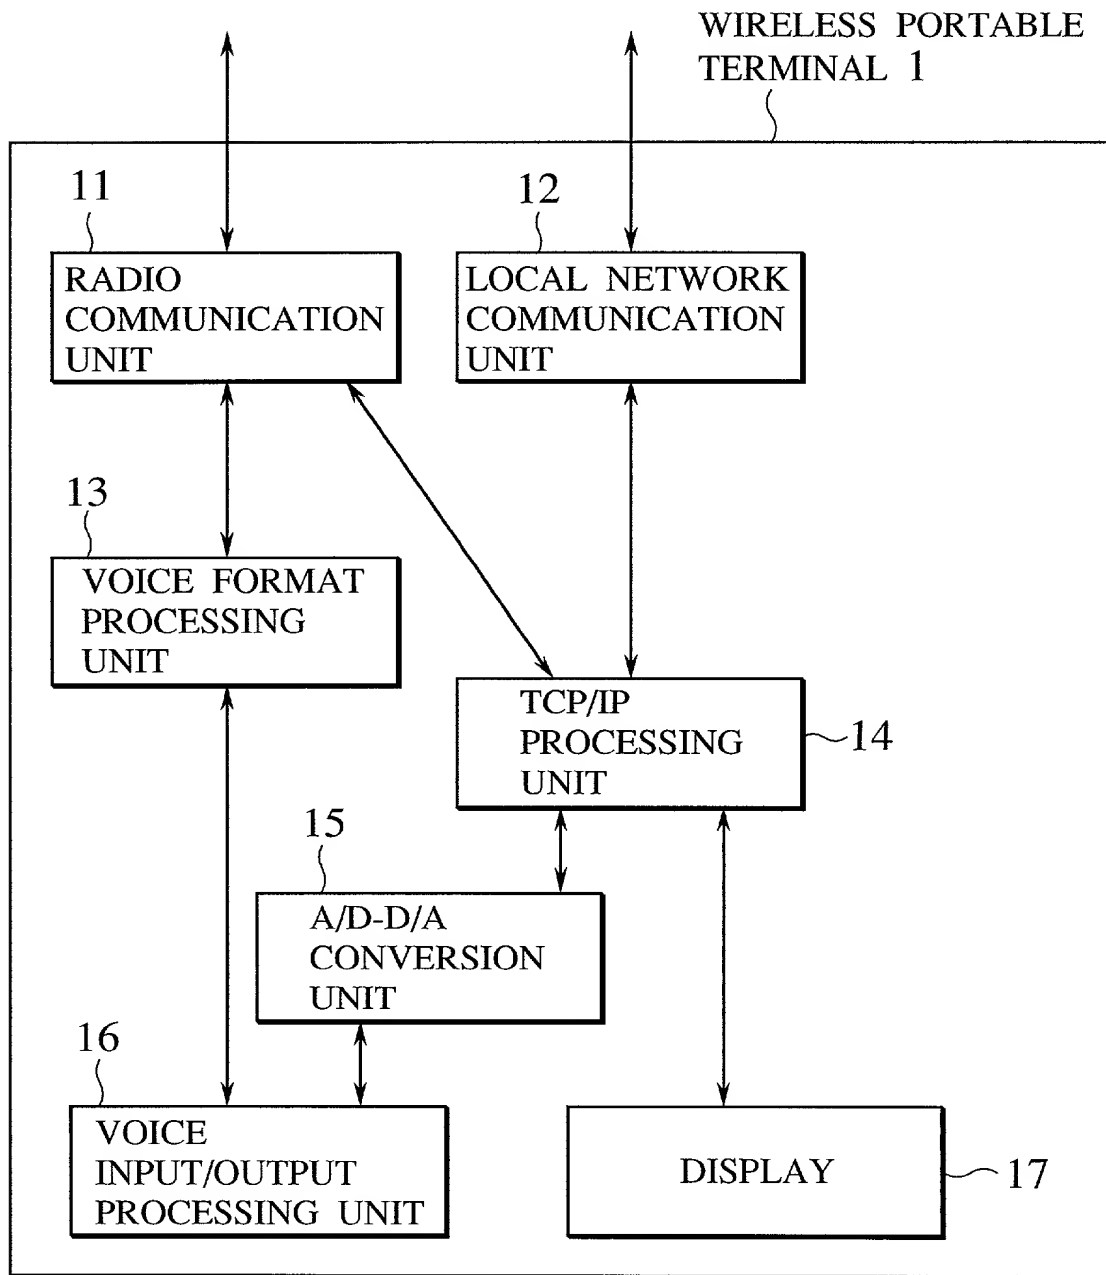 WIRELESS PORTABLE
TERMINAL 1
11
12
RADIO
COMMUNICATION
UNIT
LOCAL NETWORK
COMMUNICATION
UNIT
13
VOICE FORMAT
PROCESSING
UNIT
TCP/IP
PROCESSING
UNIT
14
15
A/D-D/A
CONVERSION
UNIT
16
VOICE
INPUT/OUTPUT
PROCESSING UNIT
DISPLAY
17